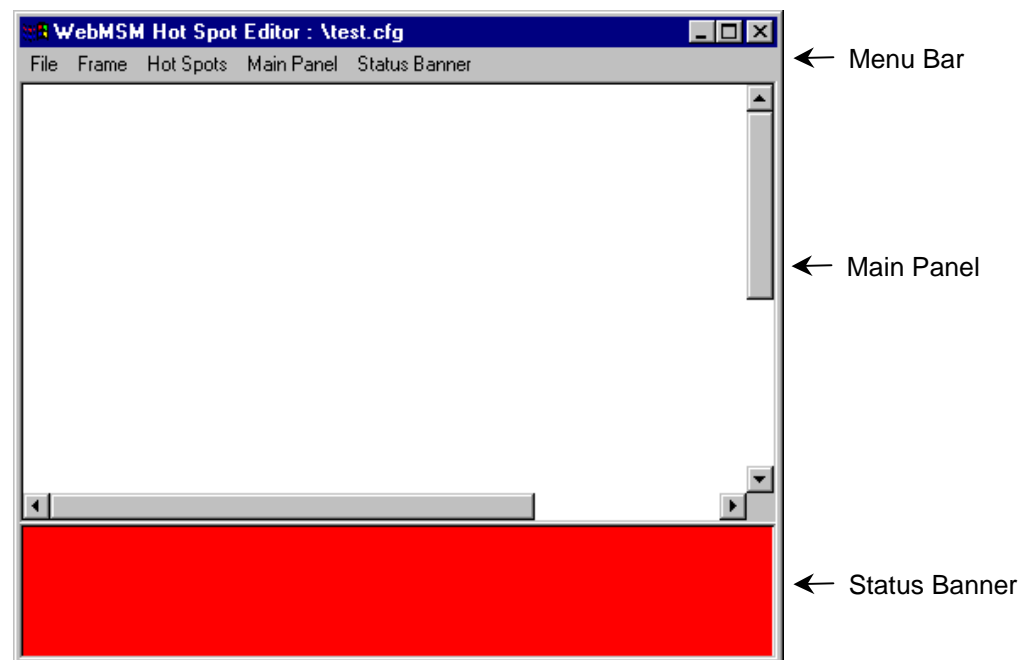 WebMSM Hot Spot Editor : \test.cfg
File Frame Hot Spots Main Panel Status Banner
Menu Bar
Main Panel
Status Banner